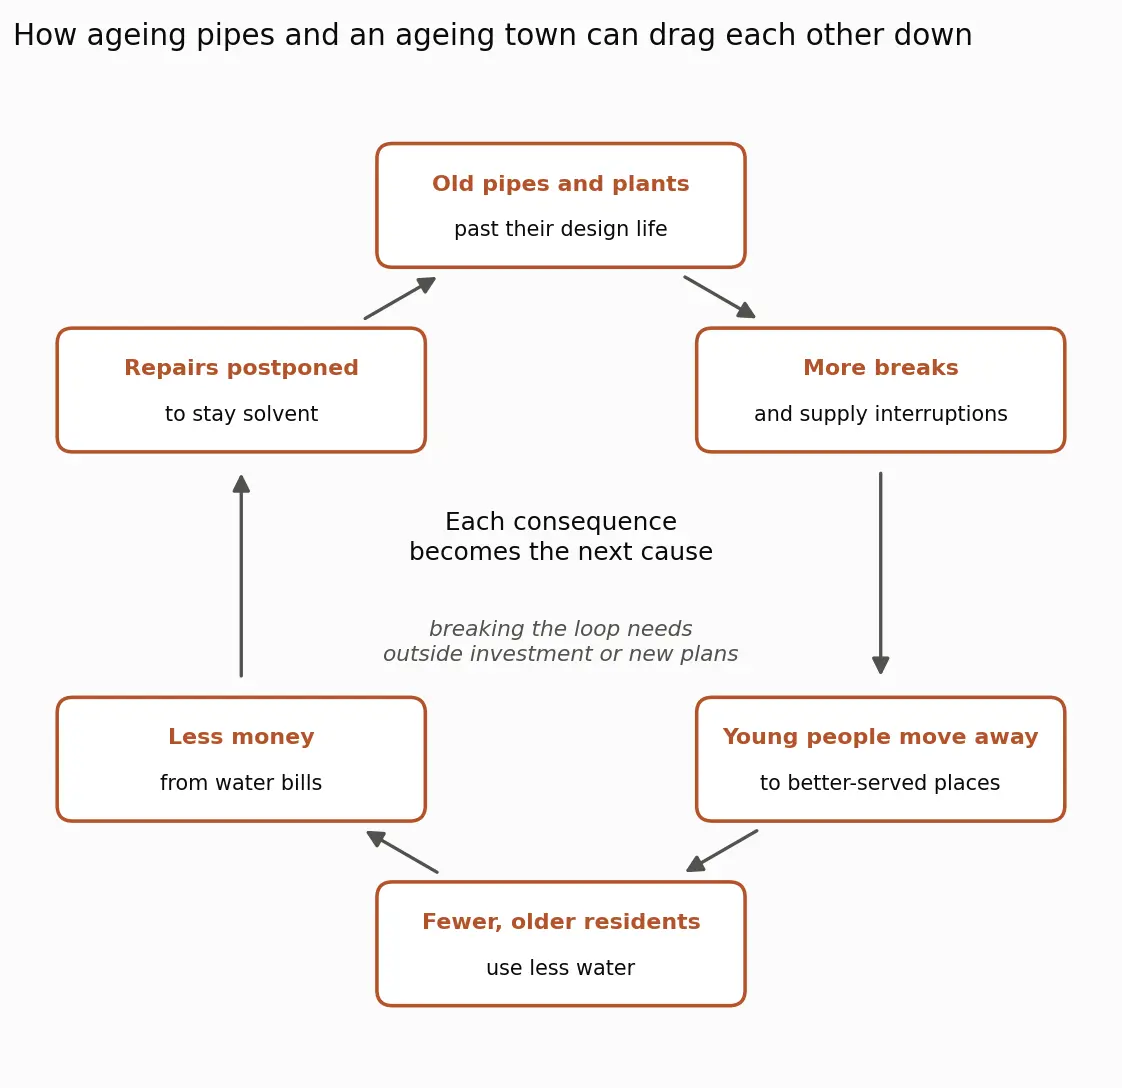 How ageing pipes and an ageing town can drag each other down
Old pipes and plants
past their design life
Repairs postponed
to stay solvent
More breaks
and supply interruptions
Each consequence
becomes the next cause
breaking the loop needs
outside investment or new plans
Less money
from water bills
Young people move away
to better-served places
Fewer, older residents
use less water